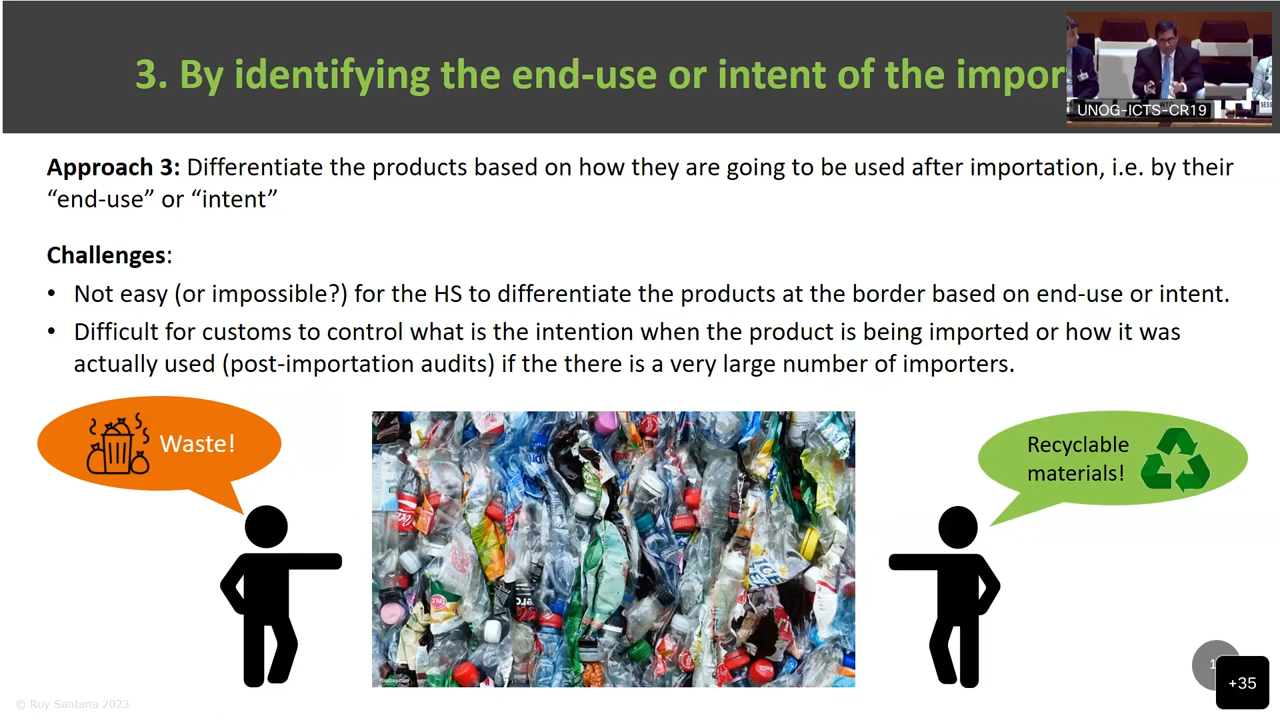 3. By identifying the end-use or intent of the impor
UNOG-ICTS-CR19
Approach 3: Differentiate the products based on how they are going to be used after importation, i.e. by their
“end-use” or “intent”
Challenges:
• Not easy (or impossible?) for the HS to differentiate the products at the border based on end-use or intent.
• Difficult for customs to control what is the intention when the product is being imported or how it was
actually used (post-importation audits) if the there is a very large number of importers.
Waste!
Recyclable
materials!
+35
© Roy Santana 2023